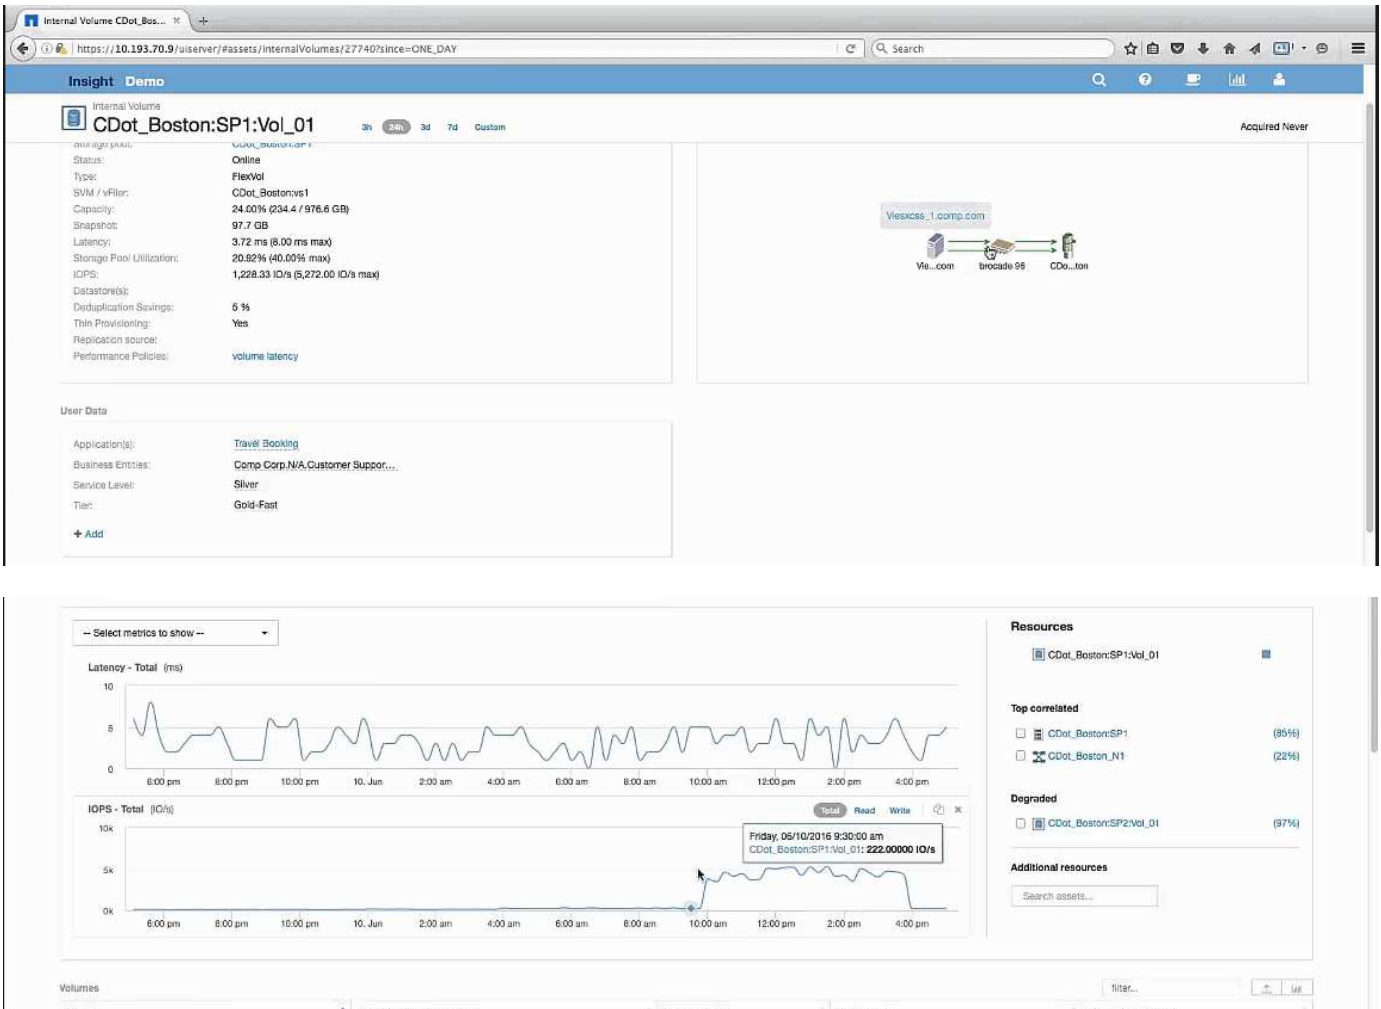 Internal Volume CDot_Bos... × +
https://10.193.70.9/uiserver/#assets/internalVolumes/27740?since=ONE_DAY
Search
Insight Demo
Internal Volume
CDot_Boston:SP1:Vol_01
3h 24h 3d 7d Custom
Acquired Never
Storage pool: CDot_Boston:SP1
Status: Online
Type: FlexVol
SVM / vFiler: CDot_Boston:vs1
Capacity: 24.00% (234.4 / 976.6 GB)
Snapshot: 97.7 GB
Latency: 3.72 ms (8.00 ms max)
Storage Pool Utilization: 20.92% (40.00% max)
IOPS: 1,228.33 IO/s (5,272.00 IO/s max)
Datastore(s):
Deduplication Savings: 5 %
Thin Provisioning: Yes
Replication source:
Performance Policies: volume latency
Viesxcss_1.comp.com
Vie...com brocade 96 CDo...ton
User Data
Application(s): Travel Booking
Business Entities: Comp Corp.N/A.Customer Suppor...
Service Level: Silver
Tier: Gold-Fast
+ Add
-- Select metrics to show --
Latency - Total (ms)
10
5
0
6:00 pm 8:00 pm 10:00 pm 10. Jun 2:00 am 4:00 am 6:00 am 8:00 am 10:00 am 12:00 pm 2:00 pm 4:00 pm
IOPS - Total (IO/s)
Total Read Write
10k
5k
0k
Friday, 06/10/2016 9:30:00 am
CDot_Boston:SP1:Vol_01: 222.00000 IO/s
6:00 pm 8:00 pm 10:00 pm 10. Jun 2:00 am 4:00 am 6:00 am 8:00 am 10:00 am 12:00 pm 2:00 pm 4:00 pm
Resources
CDot_Boston:SP1:Vol_01
Top correlated
CDot_Boston:SP1 (85%)
CDot_Boston_N1 (22%)
Degraded
CDot_Boston:SP2:Vol_01 (97%)
Additional resources
Search assets...
Volumes
filter...